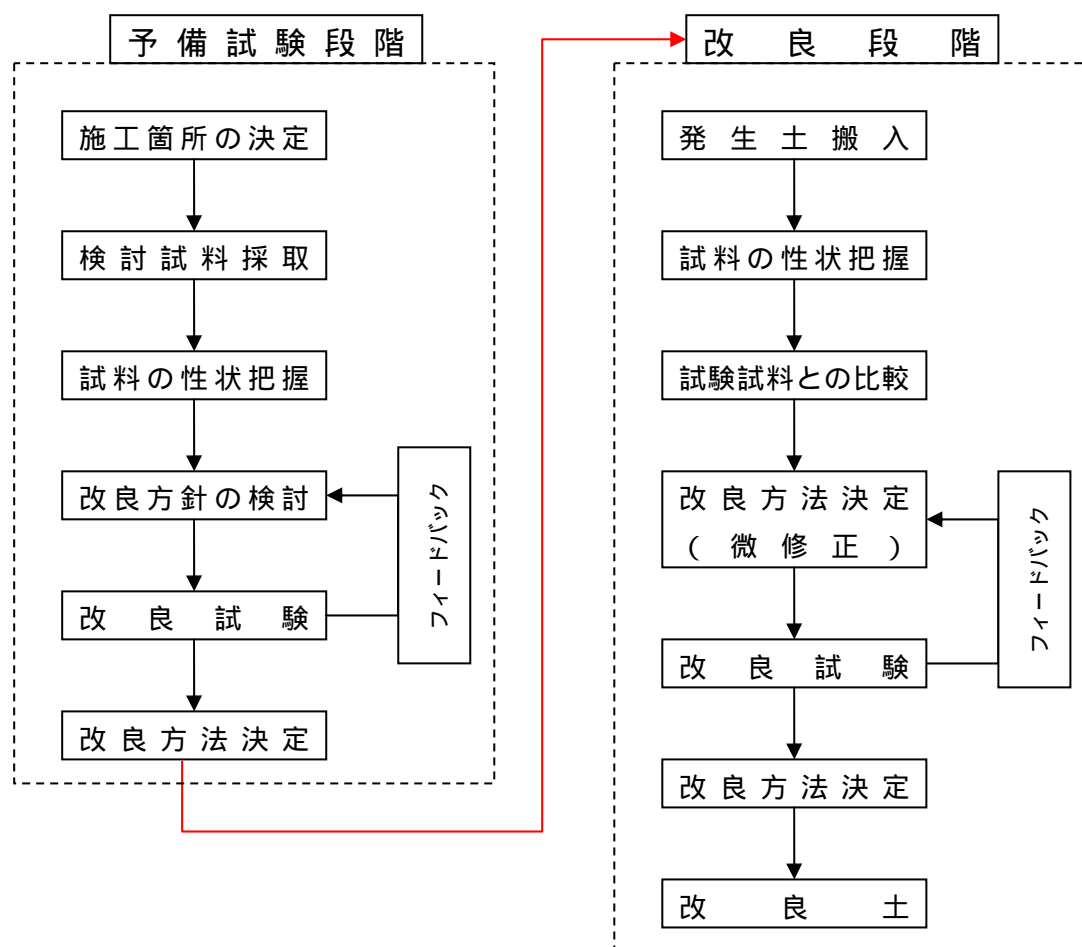 予備試験段階
施工箇所の決定
検討試料採取
試料の性状把握
改良方針の検討
改良試験
改良方法決定
フィードバック
改良段階
発生土搬入
試料の性状把握
試験試料との比較
改良方法決定
(微修正)
改良試験
改良方法決定
改良土
フィードバック